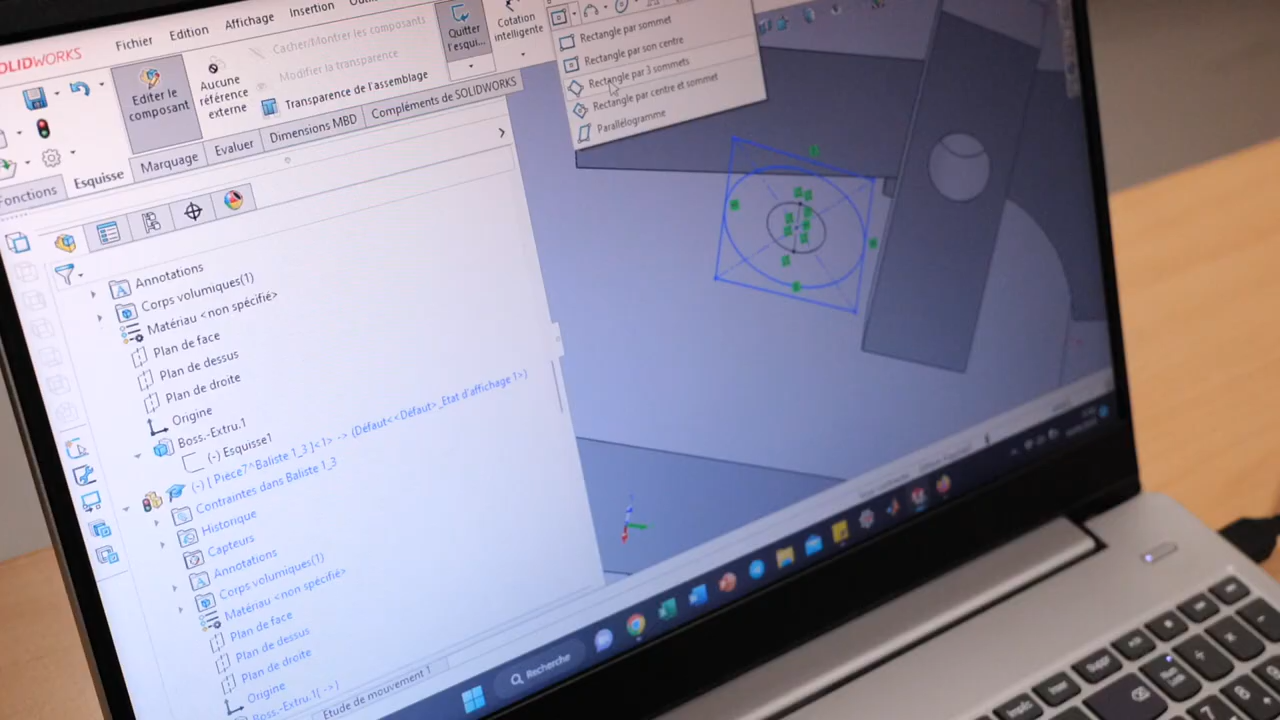 SOLIDWORKS
Fichier
Edition
Affichage
Insertion
Cacher/Montrer les composants
Modifier la transparence
Transparence de l'assemblage
Editer le
composant
Aucune
référence
externe
Quitter
l'esqui...
Cotation
intelligente
Rectangle par sommet
Rectangle par son centre
Rectangle par 3 sommets
Rectangle par centre et sommet
Parallélogramme
Fonctions
Esquisse
Marquage
Evaluer
Dimensions MBD
Compléments de SOLIDWORKS
Annotations
Corps volumiques(1)
Matériau <non spécifié>
Plan de face
Plan de dessus
Plan de droite
Origine
Boss.-Extru.1
(-) Esquisse1
(-) [ Pièce7^Baliste 1_3 ]<1> -> (Défaut<<Défaut>_Etat d'affichage 1>)
Contraintes dans Baliste 1_3
Historique
Capteurs
Annotations
Corps volumiques(1)
Matériau <non spécifié>
Plan de face
Plan de dessus
Plan de droite
Origine
Boss.-Extru.1[ -> ]
Etude de mouvement 1
Recherche